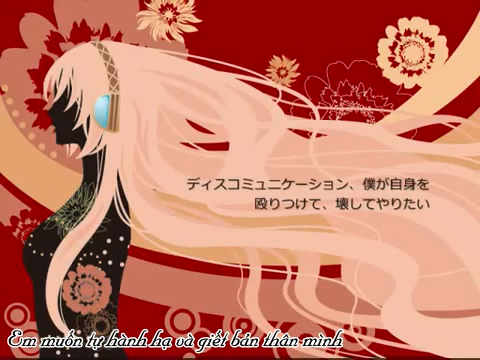 ディスコミュニケーション、僕が自身を
殴りつけて、壊してやりたい
Em muốn tự hành hạ và giết bản thân mình